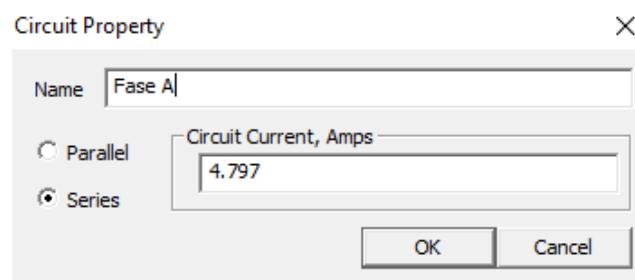 Circuit Property
Name Fase A
Parallel
Circuit Current, Amps
4.797
Series
OK Cancel